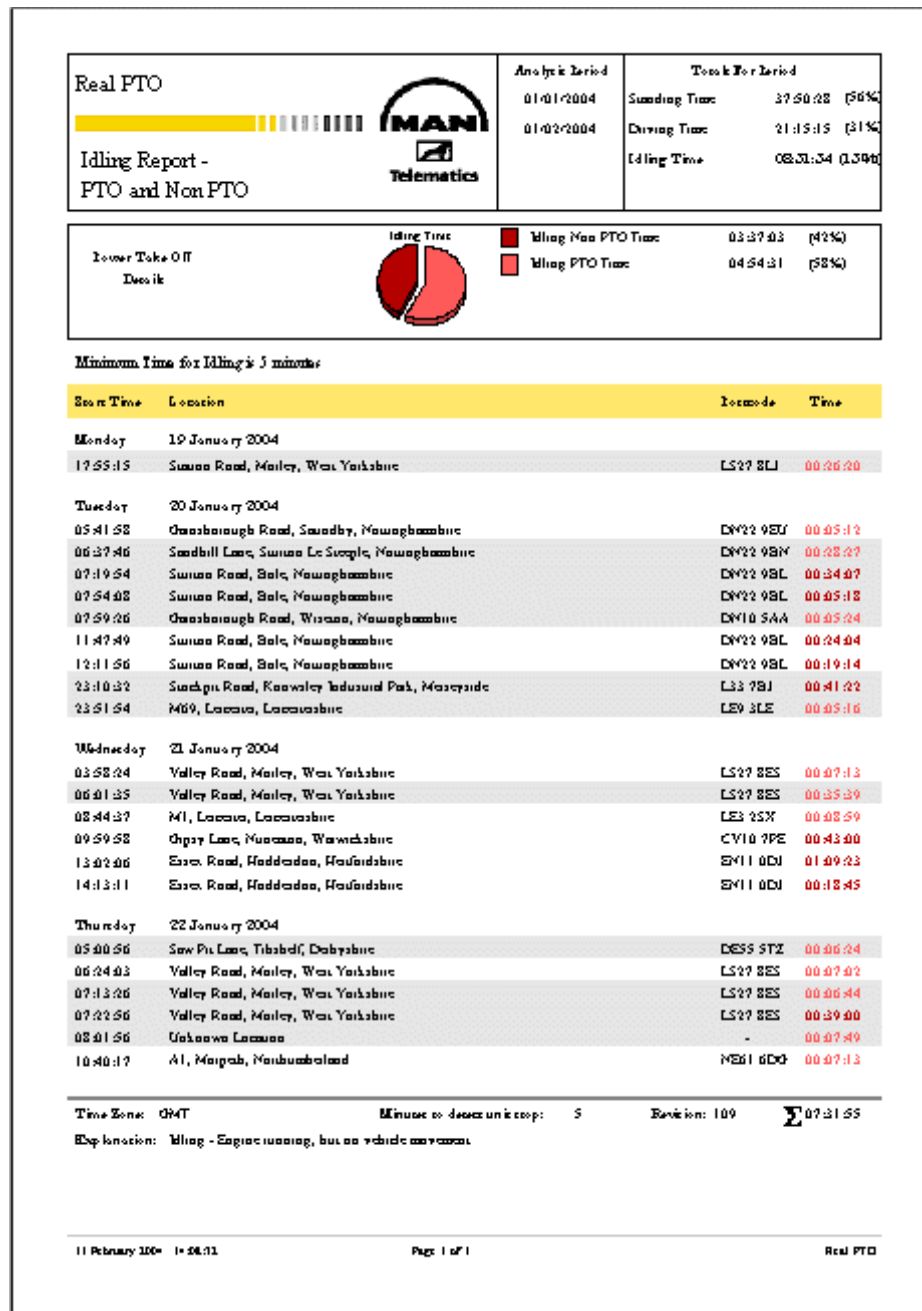 Real PTO
Idling Report -
PTO and Non PTO
MAN
Telematics
Analysis Period
01/01/2004
01/02/2004
Totals For Period
Standing Time 37:50:28 (56%)
Driving Time 21:15:15 (31%)
Idling Time 08:31:34 (13%)
Power Take Off
Details
Idling Time
Idling Non PTO Time 03:37:03 (42%)
Idling PTO Time 04:54:31 (58%)
Minimum Time for Idling is 5 minutes
Start Time Location Postcode Time
Monday 19 January 2004
17:55:15 Station Road, Morley, West Yorkshire LS27 8LJ 00:26:20
Tuesday 20 January 2004
05:41:58 Gainsborough Road, Saundby, Nottinghamshire DN22 9EU 00:05:12
06:37:46 Sandhill Lane, Sutton Le Steeple, Nottinghamshire DN22 9BN 00:28:27
07:19:54 Road, Bole, Nottinghamshire DN22 9BL 00:34:07
07:54:08 Road, Bole, Nottinghamshire DN22 9BL 00:05:18
07:59:26 Gainsborough Road, Wiseton, Nottinghamshire DN10 5AA 00:05:24
11:47:49 Road, Bole, Nottinghamshire DN22 9BL 00:24:04
12:11:56 Road, Bole, Nottinghamshire DN22 9BL 00:19:14
23:10:32 Road, Knowsley Industrial Park, Merseyside L33 7BJ 00:41:22
23:51:54 M69, Leicester, Leicestershire LE9 3LE 00:05:16
Wednesday 21 January 2004
03:58:24 Valley Road, Morley, West Yorkshire LS27 8ES 00:07:13
06:01:35 Valley Road, Morley, West Yorkshire LS27 8ES 00:35:39
08:44:37 M1, Leicester, Leicestershire LE3 2SX 00:08:59
09:59:58 Gipsy Lane, Nuneaton, Warwickshire CV10 7PE 00:43:00
13:02:06 Essex Road, Hoddesdon, Hertfordshire EN11 0DJ 01:09:23
14:13:11 Essex Road, Hoddesdon, Hertfordshire EN11 0DJ 00:18:45
Thursday 22 January 2004
05:00:56 Saw Pit Lane, Tibshelf, Derbyshire DE55 5TZ 00:06:24
06:24:03 Valley Road, Morley, West Yorkshire LS27 8ES 00:07:02
07:13:26 Valley Road, Morley, West Yorkshire LS27 8ES 00:06:44
07:22:56 Valley Road, Morley, West Yorkshire LS27 8ES 00:39:00
08:01:56 Unknown Location - 00:07:49
10:40:17 A1, Morpeth, Northumberland NE61 6DG 00:07:13
Time Zone: GMT Minutes to detect unit stop: 5 Revision: 109 Σ 07:31:55
Explanation: Idling - Engine running, but no vehicle movement
11 February 2004 Page 1 of 1 Real PTO